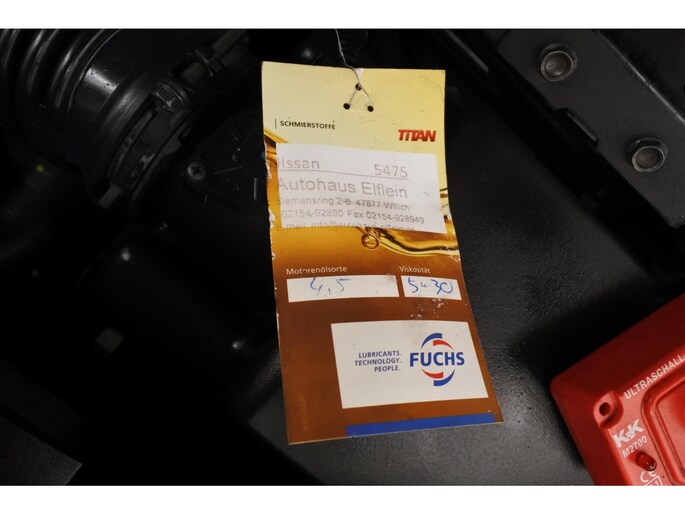 SCHMIERSTOFFE
TITAN
issan 5475
Autohaus Elflein
Siemensring 2-6 47877 Willich
02154-92890 Fax 02154-928949
Motorenölsorte Viskosität
4,5 5W30
LUBRICANTS.
TECHNOLOGY.
PEOPLE.
FUCHS
ULTRASCHALL
K&K
M2700
CE